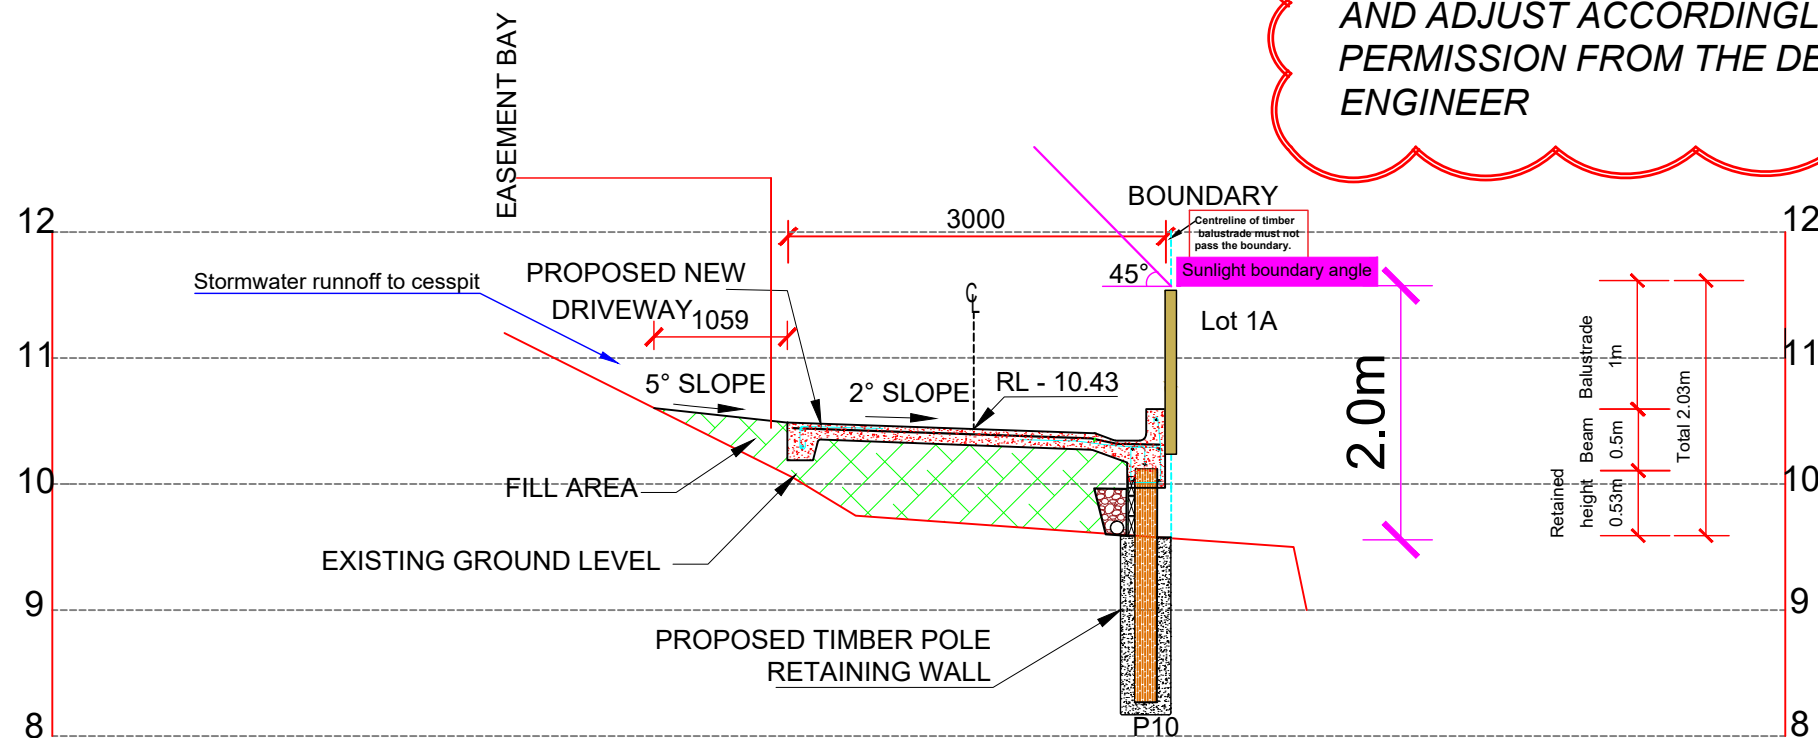 AND ADJUST ACCORDINGL
PERMISSION FROM THE DE
ENGINEER
EASEMENT BAY
BOUNDARY
12
3000
Centreline of timber
balustrade must not
pass the boundary.
12
Stormwater runoff to cesspit
PROPOSED NEW
DRIVEWAY
45°
Sunlight boundary angle
1059
℄
Lot 1A
11
11
5° SLOPE
2° SLOPE
RL - 10.43
2.0m
Balustrade
1m
Beam
0.5m
Retained
height
0.53m
Total 2.03m
10
10
FILL AREA
EXISTING GROUND LEVEL
9
9
PROPOSED TIMBER POLE
RETAINING WALL
8
P10
8